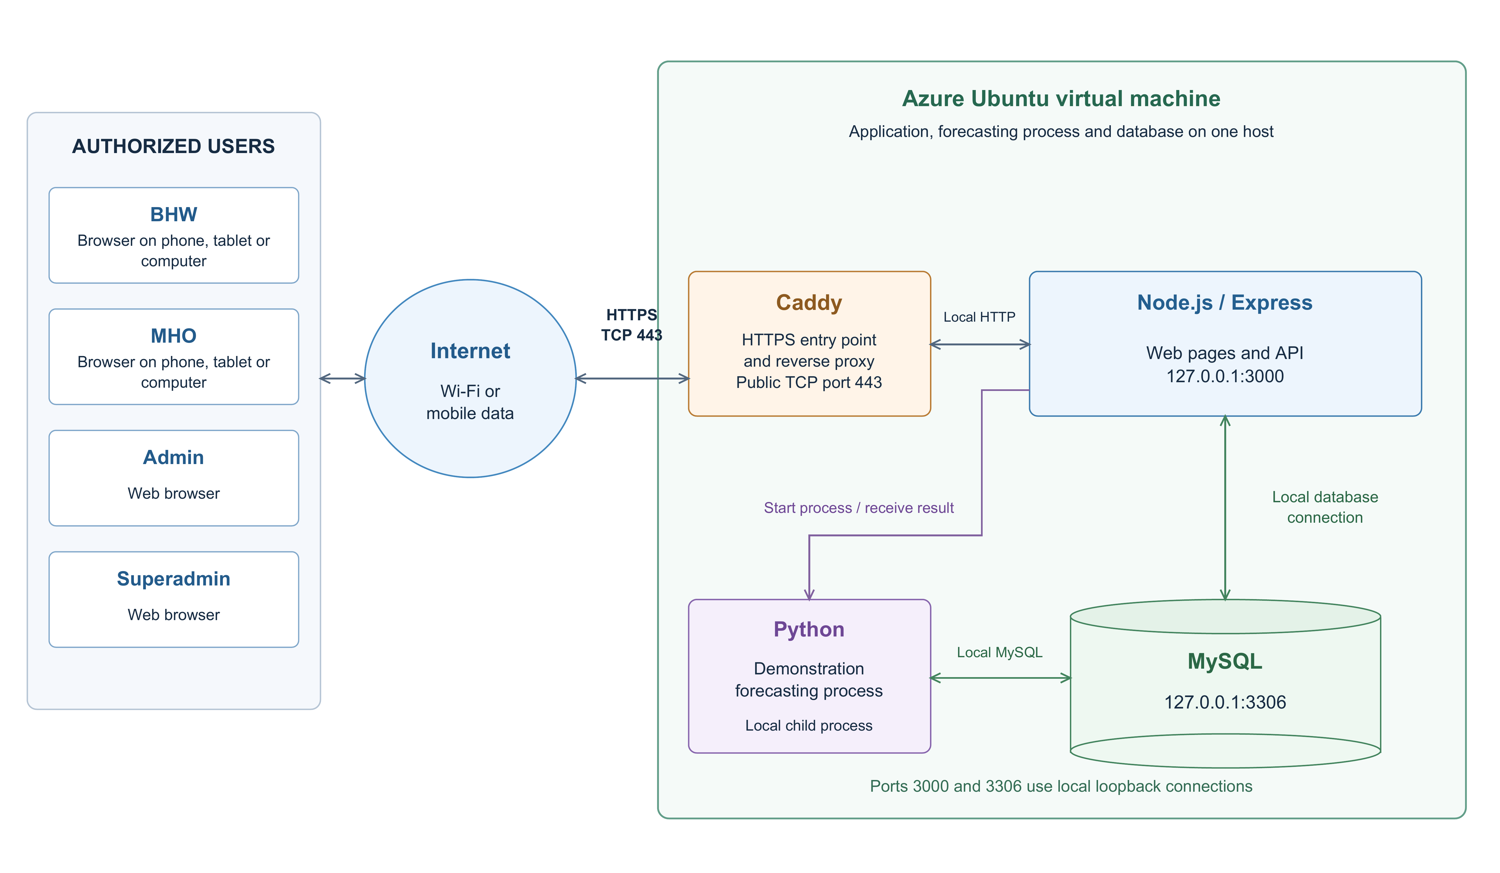 AUTHORIZED USERS
BHW
Browser on phone, tablet or
computer
MHO
Browser on phone, tablet or
computer
Admin
Web browser
Superadmin
Web browser
Internet
Wi-Fi or
mobile data
HTTPS
TCP 443
Azure Ubuntu virtual machine
Application, forecasting process and database on one host
Caddy
HTTPS entry point
and reverse proxy
Public TCP port 443
Local HTTP
Node.js / Express
Web pages and API
127.0.0.1:3000
Start process / receive result
Local database
connection
Python
Demonstration
forecasting process
Local child process
Local MySQL
MySQL
127.0.0.1:3306
Ports 3000 and 3306 use local loopback connections